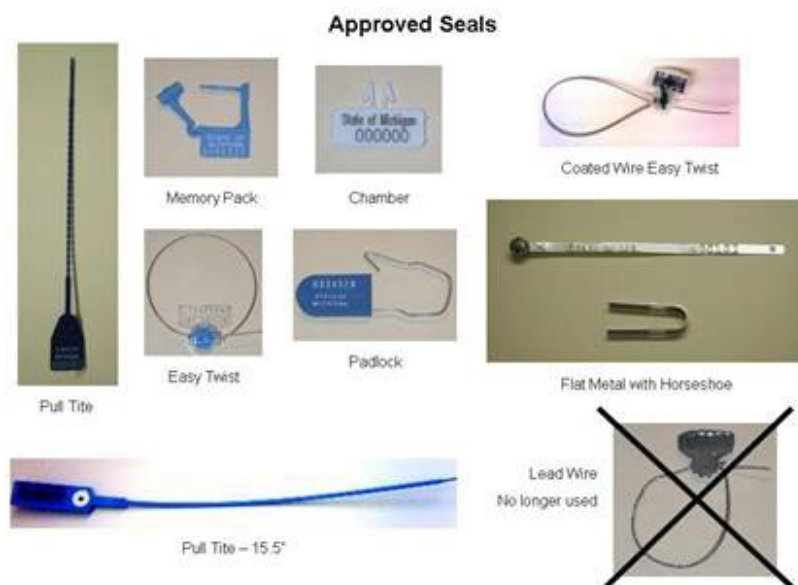 Approved Seals
Memory Pack
State of Michigan
000000
Chamber
Coated Wire Easy Twist
Pull Tite
Easy Twist
Padlock
Flat Metal with Horseshoe
Lead Wire
No longer used
Pull Tite – 15.5"